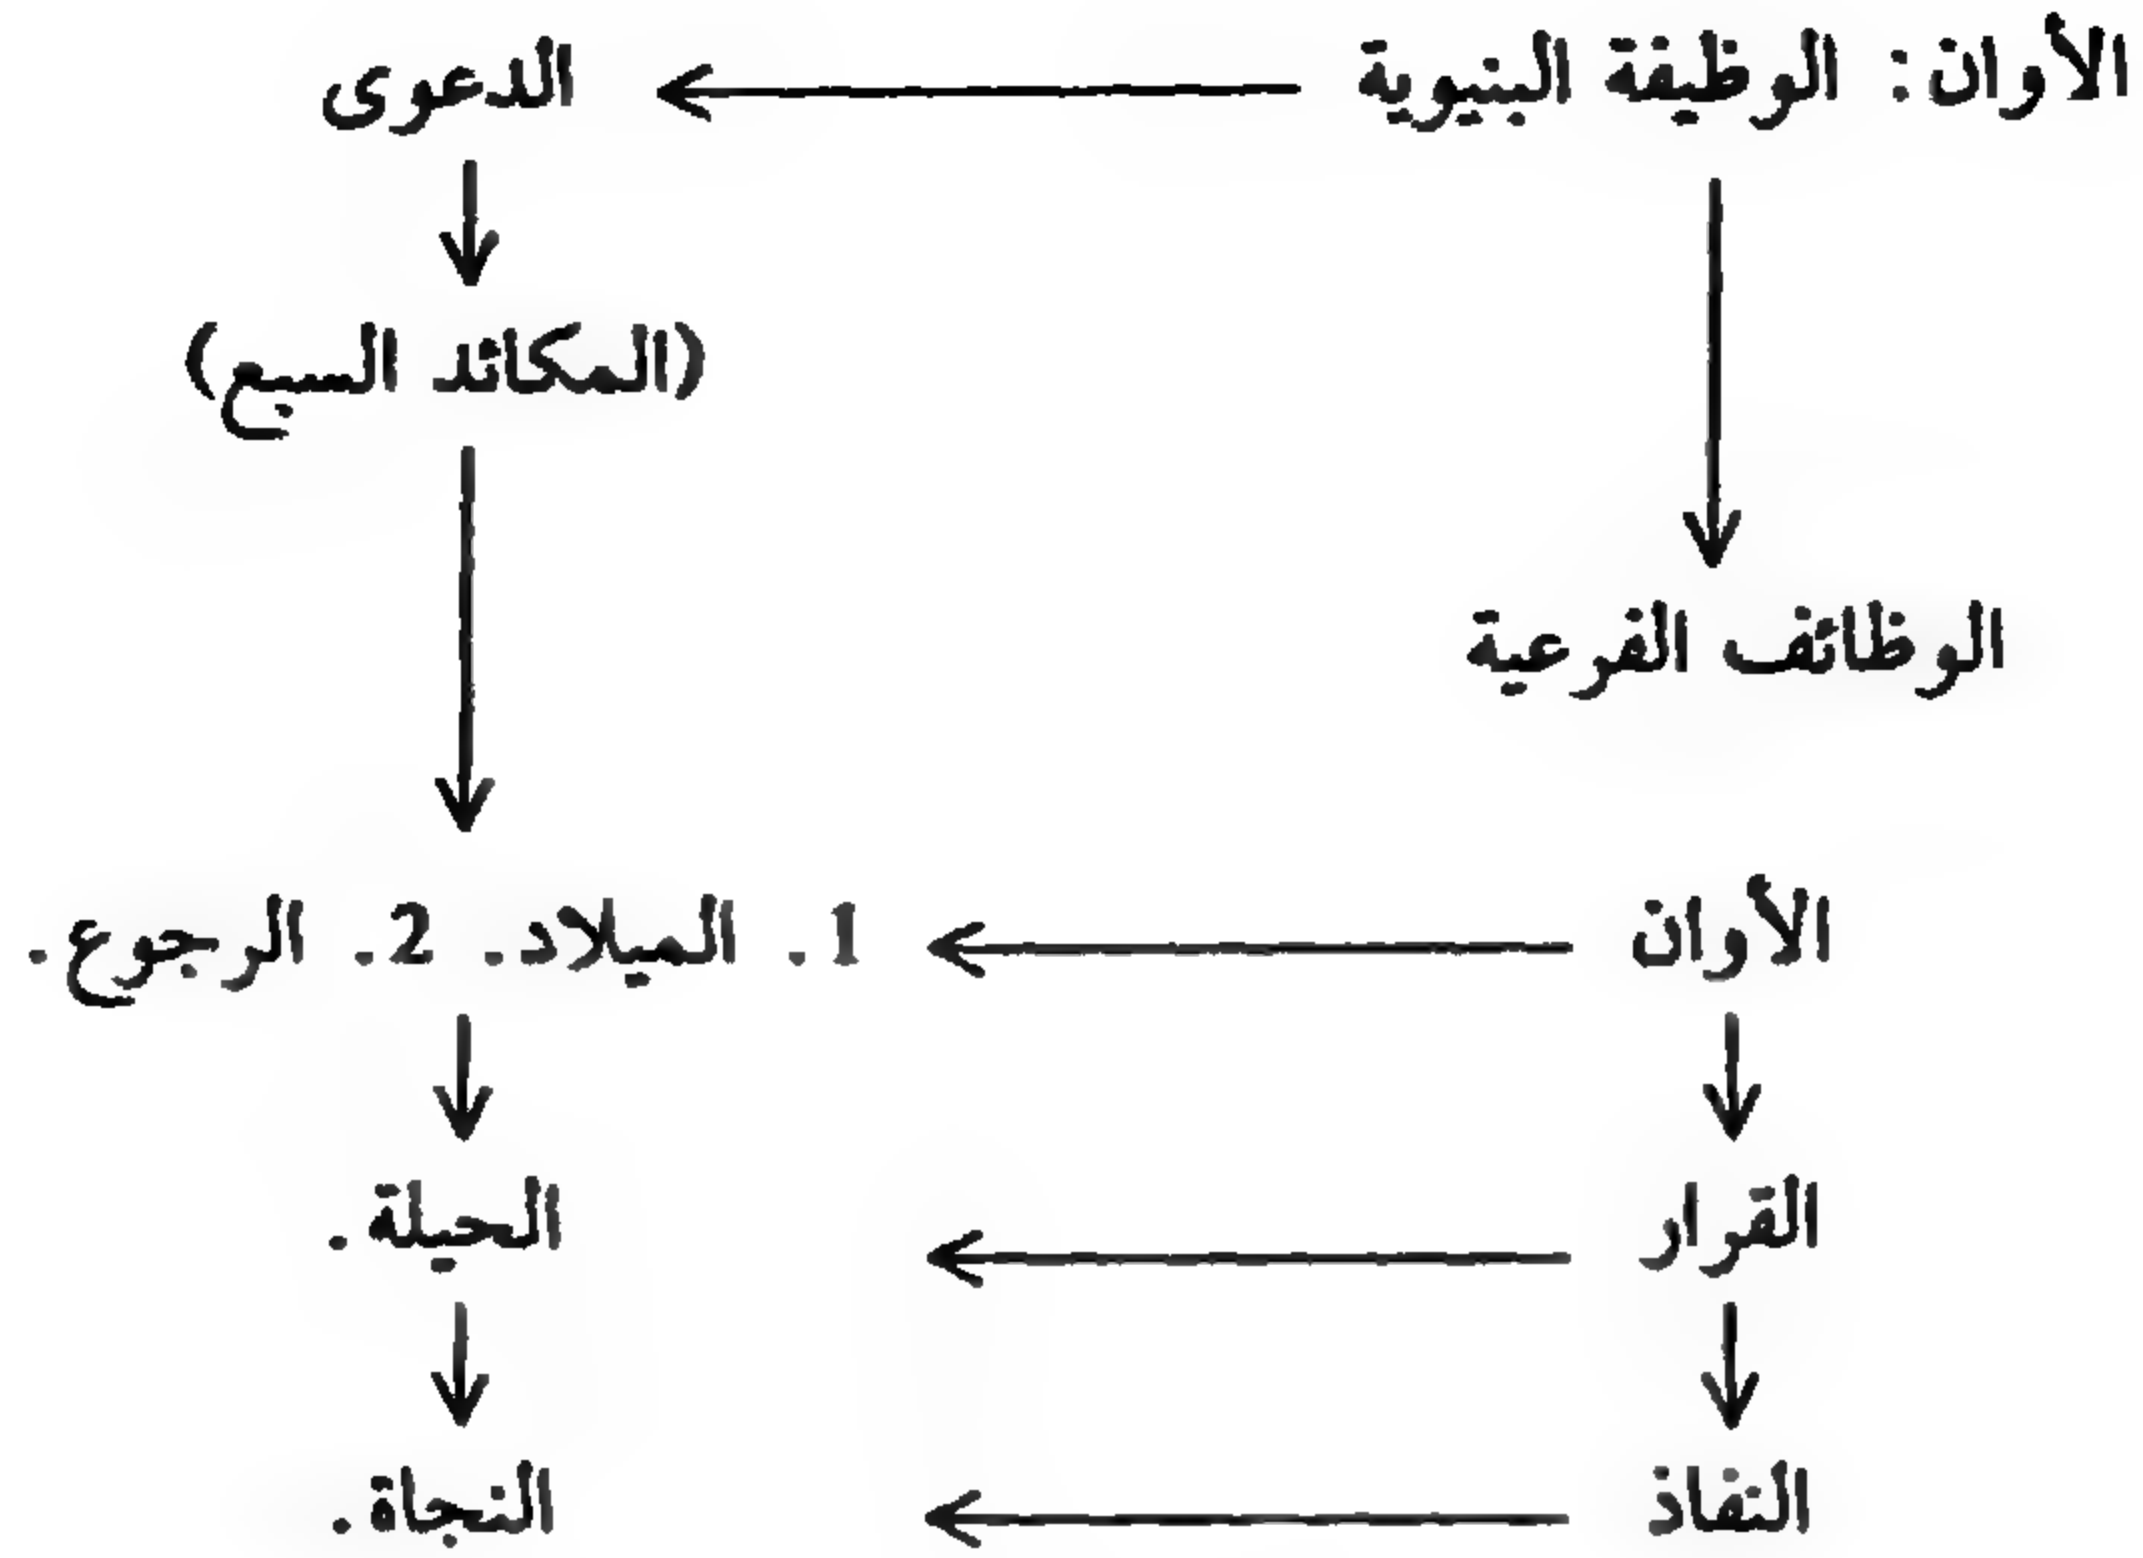 الأوان: الوظيفة البنيوية ← الدعوى
(المكائد السبع)
الوظائف الفرعية
الأوان ← 1. الميلاد. 2. الرجوع.
القرار ← الحيلة.
النفاذ ← النجاة.